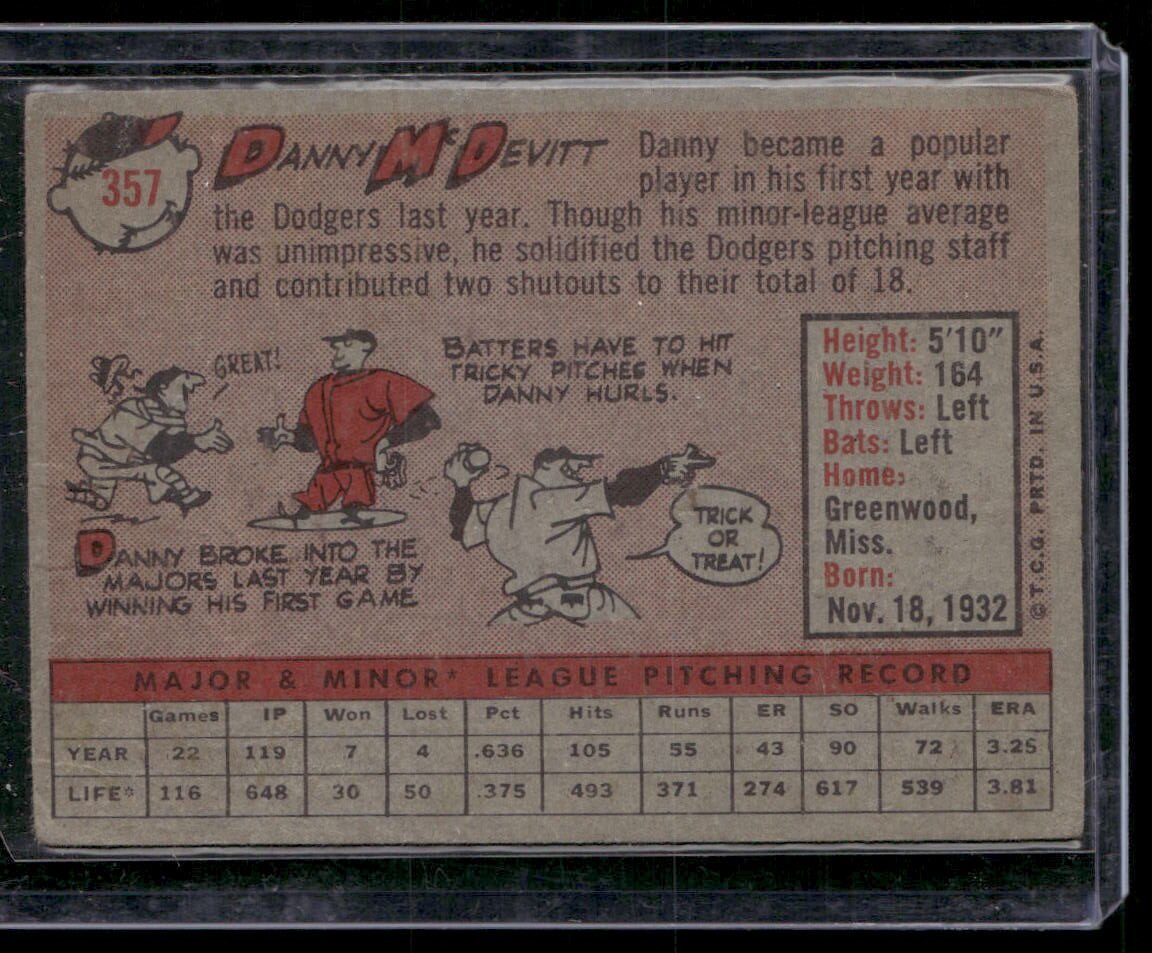 357
DANNY McDEVITT
Danny became a popular
player in his first year with
the Dodgers last year. Though his minor-league average
was unimpressive, he solidified the Dodgers pitching staff
and contributed two shutouts to their total of 18.
GREAT!
DANNY BROKE INTO THE
MAJORS LAST YEAR BY
WINNING HIS FIRST GAME
BATTERS HAVE TO HIT
TRICKY PITCHES WHEN
DANNY HURLS.
TRICK
OR
TREAT!
Height: 5'10"
Weight: 164
Throws: Left
Bats: Left
Home:
Greenwood,
Miss.
Born:
Nov. 18, 1932
© T.C.G. PRTD. IN U.S.A.
MAJOR & MINOR* LEAGUE PITCHING RECORD
Games IP Won Lost Pct Hits Runs ER SO Walks ERA
YEAR 22 119 7 4 .636 105 55 43 90 72 3.25
LIFE* 116 648 30 50 .375 493 371 274 617 539 3.81